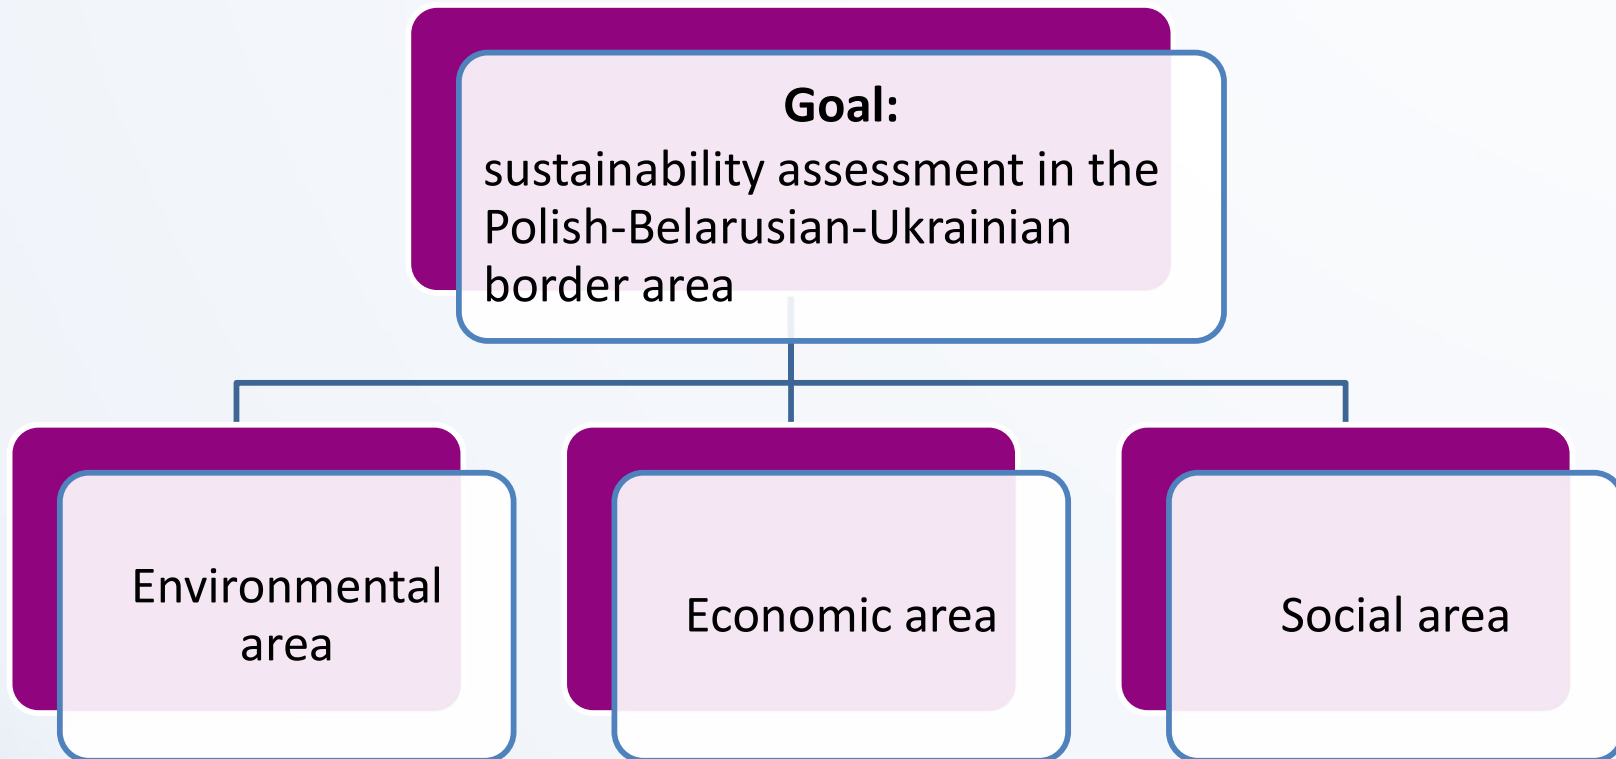 Goal:
sustainability assessment in the
Polish-Belarusian-Ukrainian
border area
Environmental
area
Economic area
Social area